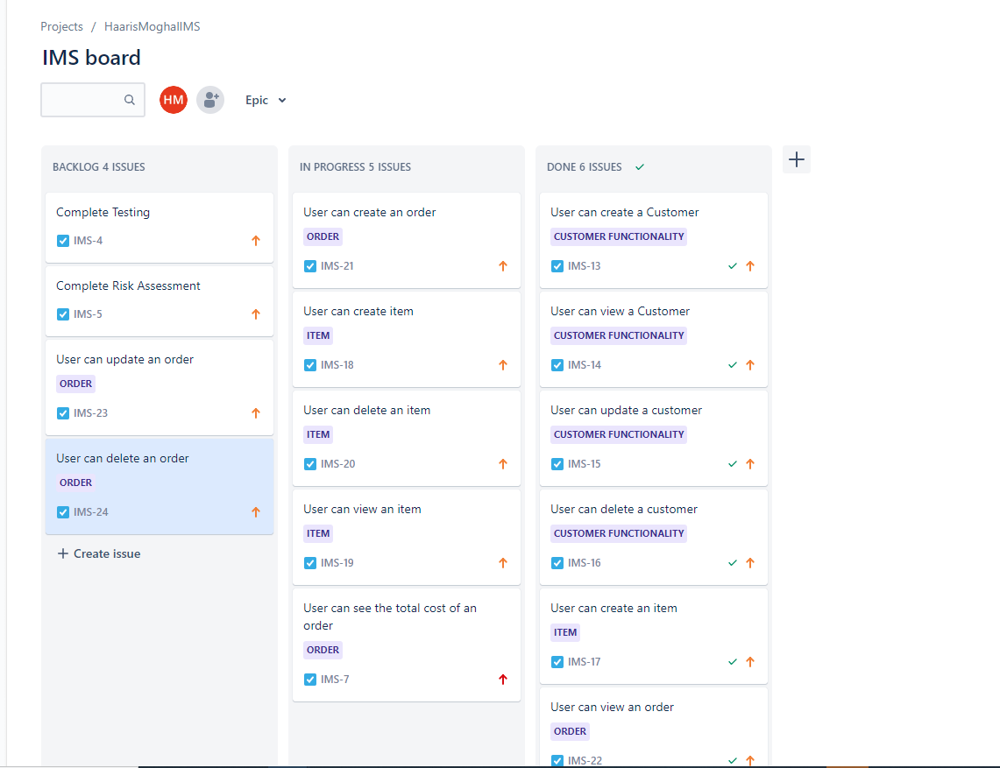 Projects / HaarisMoghalIMS
IMS board
HM
Epic
BACKLOG 4 ISSUES
Complete Testing
IMS-4
Complete Risk Assessment
IMS-5
User can update an order
ORDER
IMS-23
User can delete an order
ORDER
IMS-24
Create issue
IN PROGRESS 5 ISSUES
User can create an order
ORDER
IMS-21
User can create item
ITEM
IMS-18
User can delete an item
ITEM
IMS-20
User can view an item
ITEM
IMS-19
User can see the total cost of an
order
ORDER
IMS-7
DONE 6 ISSUES
User can create a Customer
CUSTOMER FUNCTIONALITY
IMS-13
User can view a Customer
CUSTOMER FUNCTIONALITY
IMS-14
User can update a customer
CUSTOMER FUNCTIONALITY
IMS-15
User can delete a customer
CUSTOMER FUNCTIONALITY
IMS-16
User can create an item
ITEM
IMS-17
User can view an order
ORDER
IMS-22